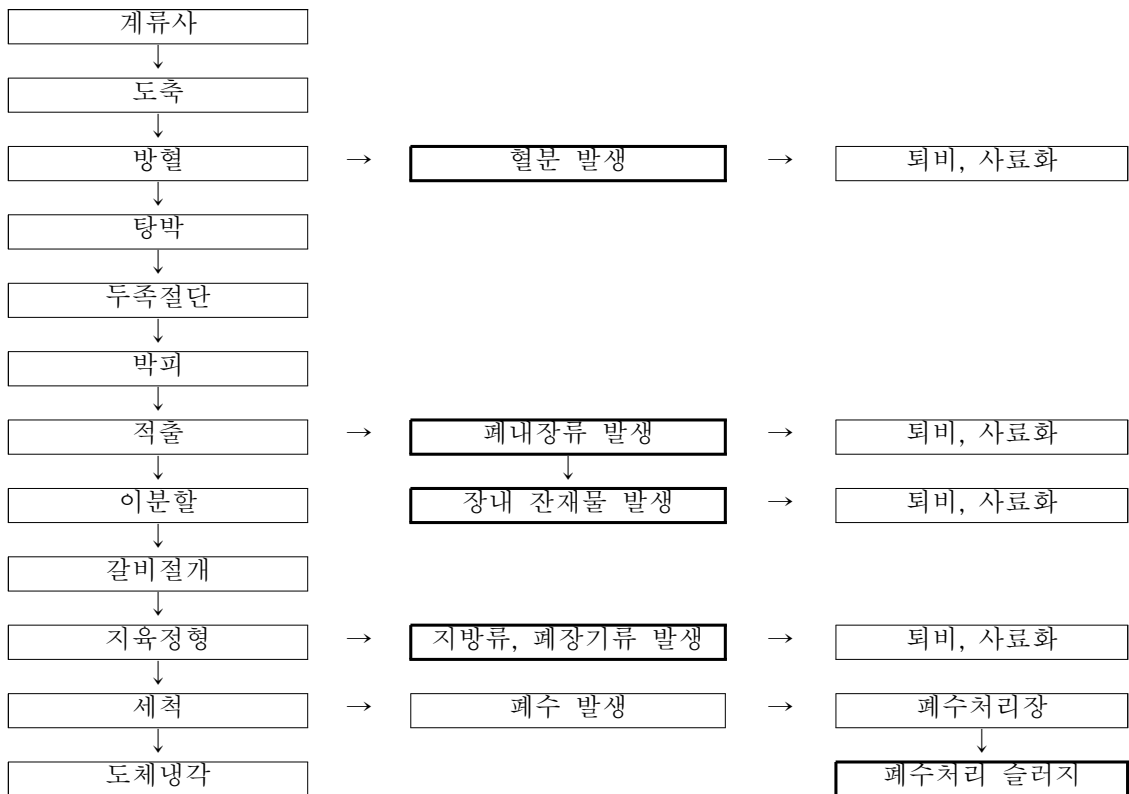 계류사
↓
도축
↓
방혈 → 혈분 발생 → 퇴비, 사료화
↓
탕박
↓
두족절단
↓
박피
↓
적출 → 폐내장류 발생 → 퇴비, 사료화
↓ ↓
이분할 장내 잔재물 발생 → 퇴비, 사료화
↓
갈비절개
↓
지육정형 → 지방류, 폐장기류 발생 → 퇴비, 사료화
↓
세척 → 폐수 발생 → 폐수처리장
↓ ↓
도체냉각 폐수처리 슬러지